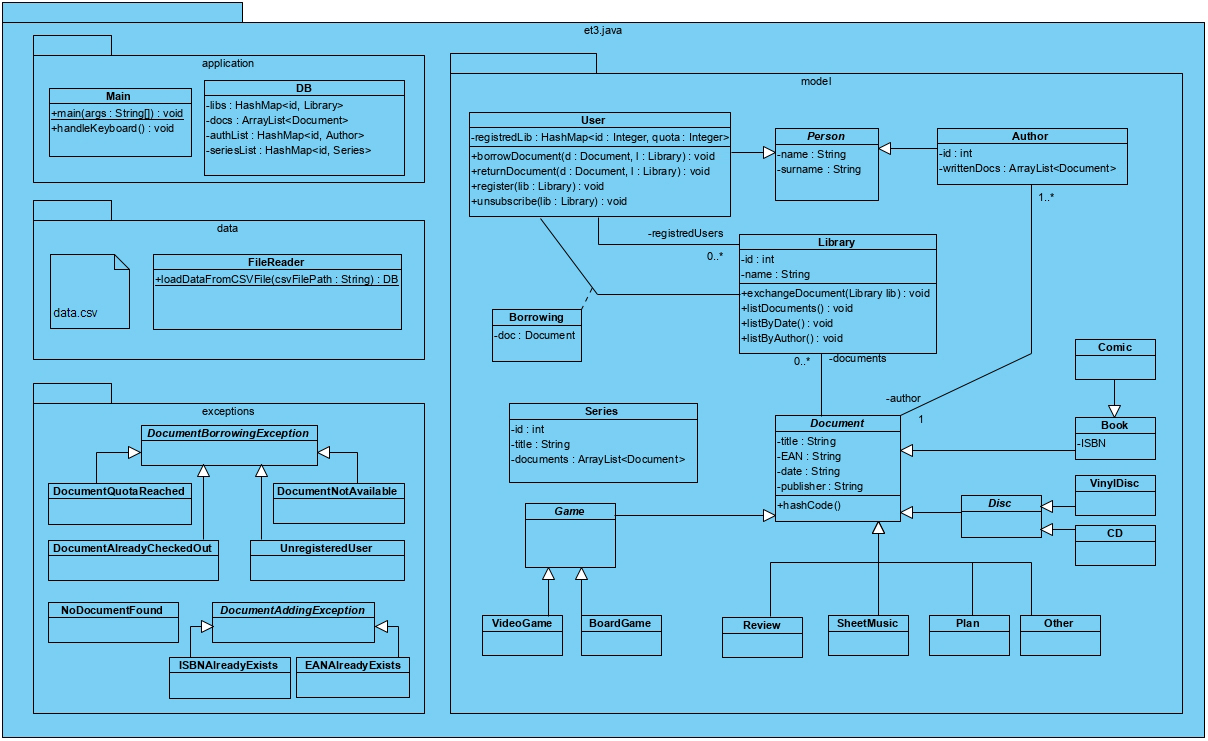 et3.java
application
Main
+main(args : String[]) : void
+handleKeyboard() : void
DB
-libs : HashMap<id, Library>
-docs : ArrayList<Document>
-authList : HashMap<id, Author>
-seriesList : HashMap<id, Series>
data
data.csv
FileReader
+loadDataFromCSVFile(csvFilePath : String) : DB
exceptions
DocumentBorrowingException
DocumentQuotaReached
DocumentNotAvailable
DocumentAlreadyCheckedOut
UnregisteredUser
NoDocumentFound
DocumentAddingException
ISBNAlreadyExists
EANAlreadyExists
model
User
-registredLib : HashMap<id : Integer, quota : Integer>
+borrowDocument(d : Document, l : Library) : void
+returnDocument(d : Document, l : Library) : void
+register(lib : Library) : void
+unsubscribe(lib : Library) : void
Person
-name : String
-surname : String
Author
-id : int
-writtenDocs : ArrayList<Document>
1..*
-registredUsers
0..*
Library
-id : int
-name : String
+exchangeDocument(Library lib) : void
+listDocuments() : void
+listByDate() : void
+listByAuthor() : void
Borrowing
-doc : Document
0..*
-documents
-author
1
Comic
Book
-ISBN
Series
-id : int
-title : String
-documents : ArrayList<Document>
Document
-title : String
-EAN : String
-date : String
-publisher : String
+hashCode()
VinylDisc
Disc
CD
Game
VideoGame
BoardGame
Review
SheetMusic
Plan
Other